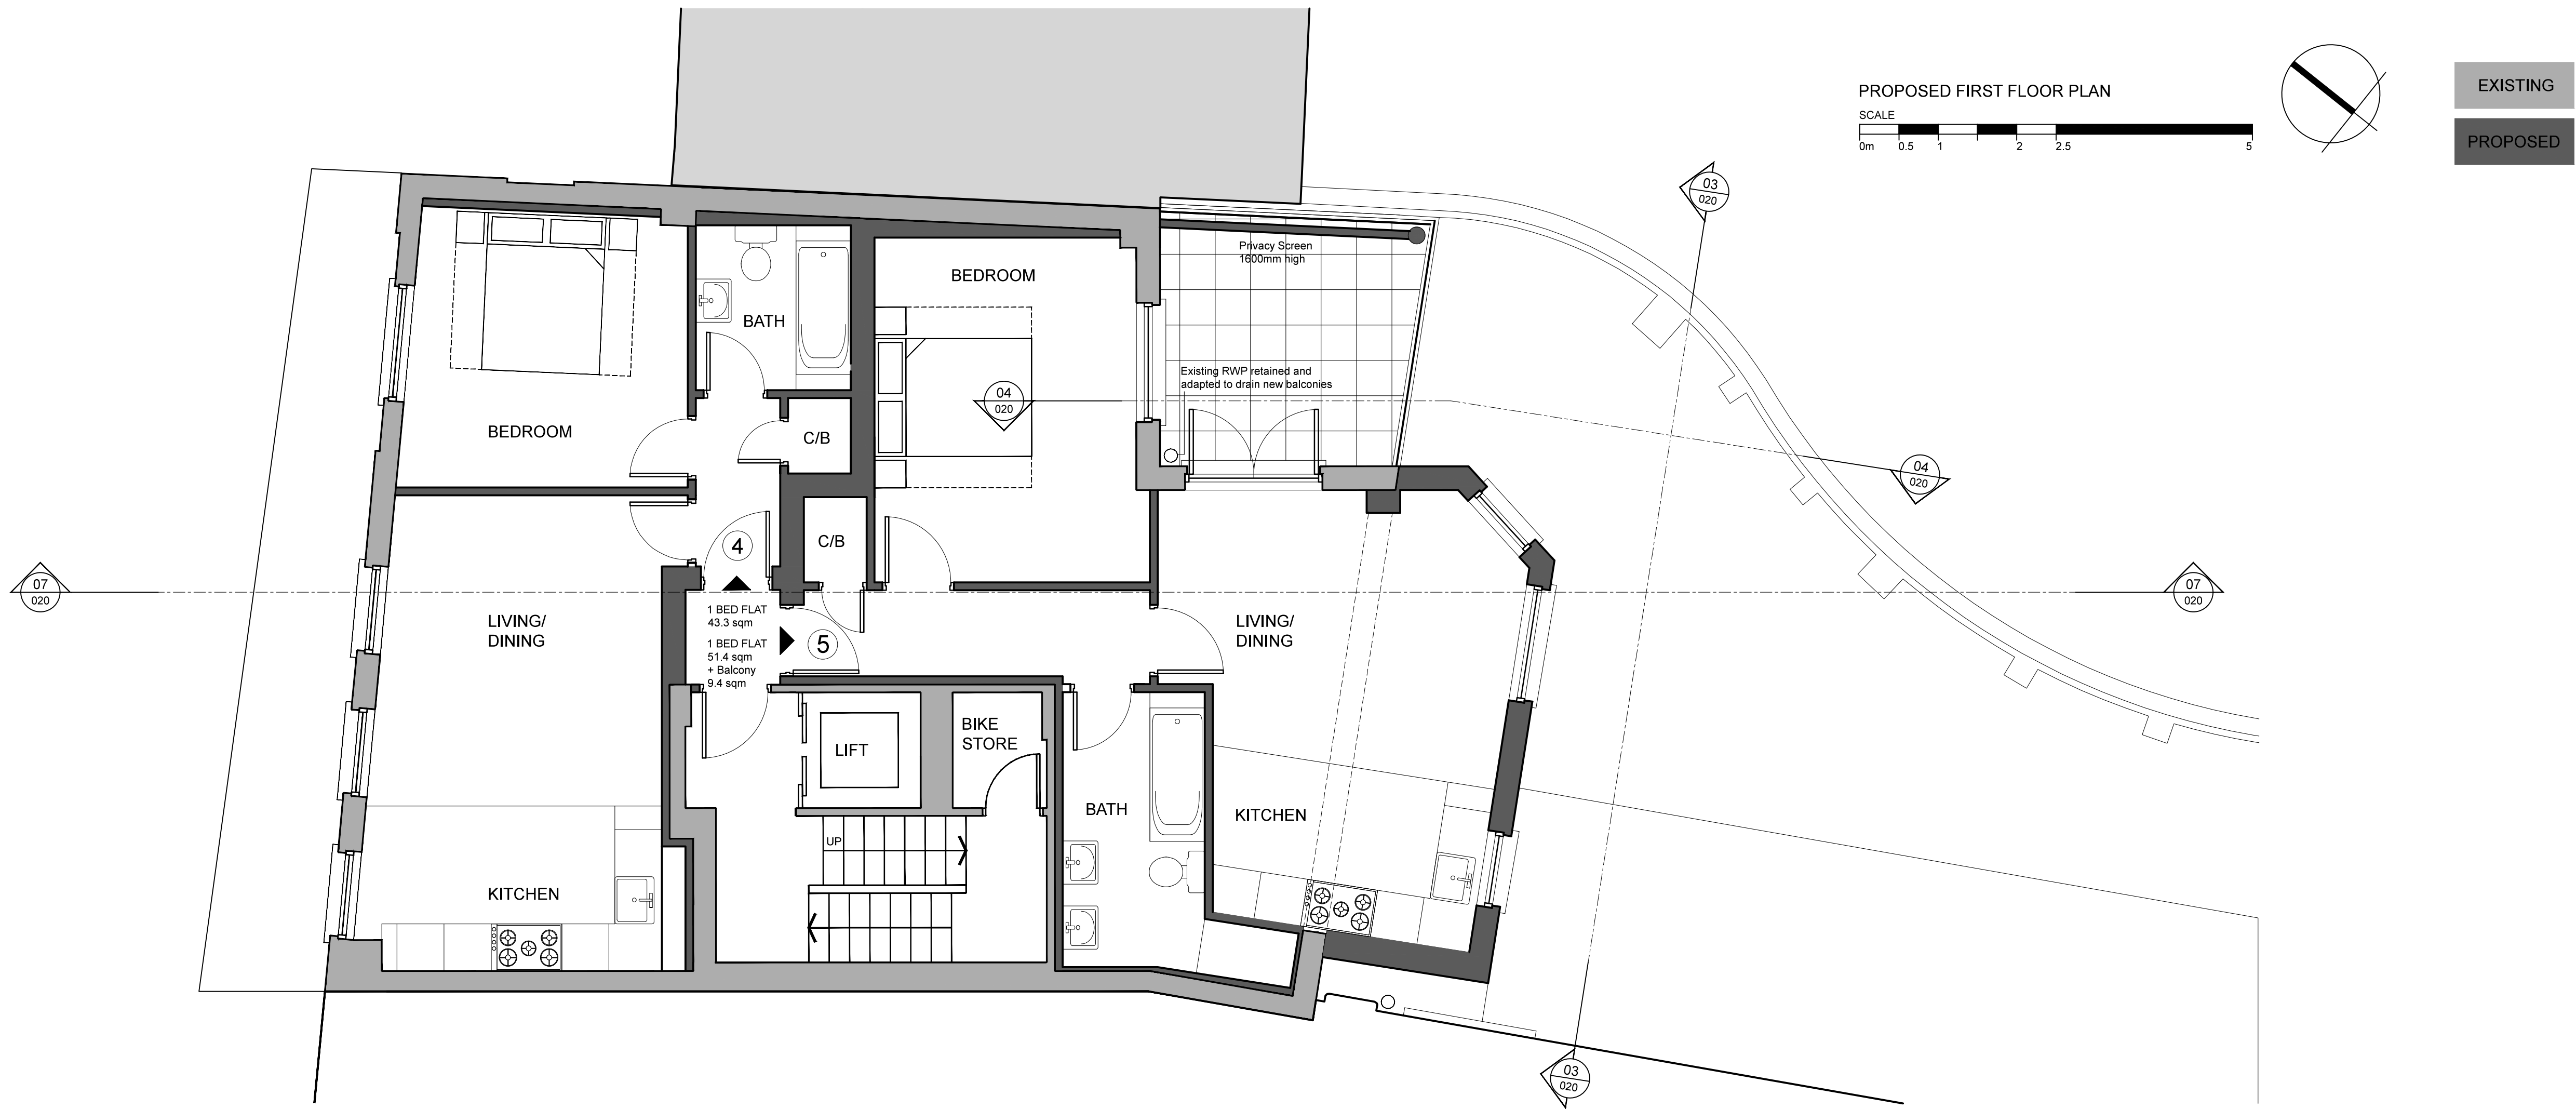 PROPOSED FIRST FLOOR PLAN
SCALE
0m 0.5 1 2 2.5 5
EXISTING
PROPOSED
03
020
Privacy Screen
1600mm high
BEDROOM
BATH
Existing RWP retained and
adapted to drain new balconies
04
020
BEDROOM
C/B
04
020
C/B
4
07
020
07
020
1 BED FLAT
43.3 sqm
LIVING/
DINING
LIVING/
DINING
1 BED FLAT
51.4 sqm
+ Balcony
9.4 sqm
5
BIKE
STORE
LIFT
BATH
KITCHEN
UP
KITCHEN
03
020